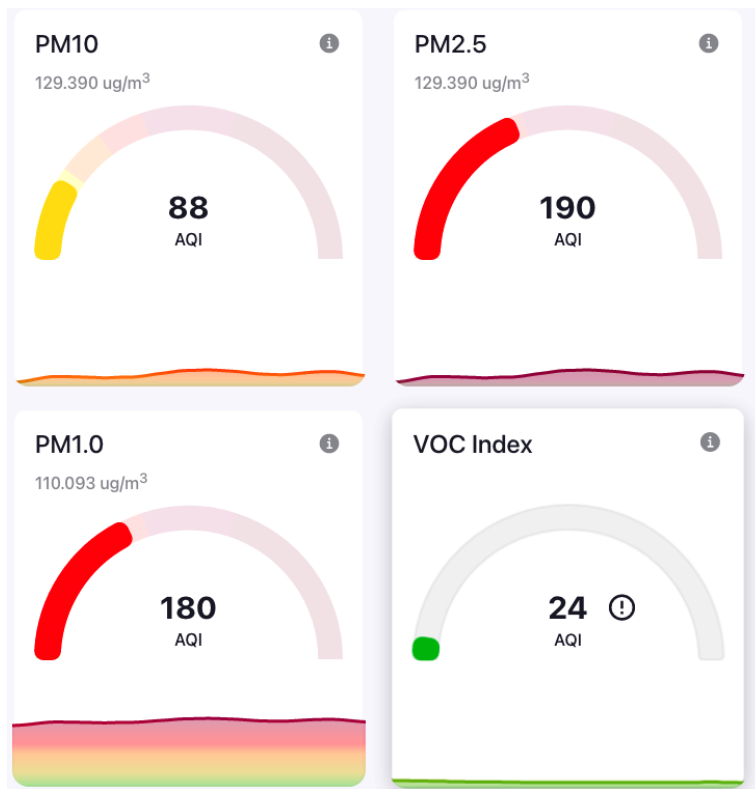 PM10
129.390 ug/m³
88
AQI
PM2.5
129.390 ug/m³
190
AQI
PM1.0
110.093 ug/m³
180
AQI
VOC Index
24
AQI